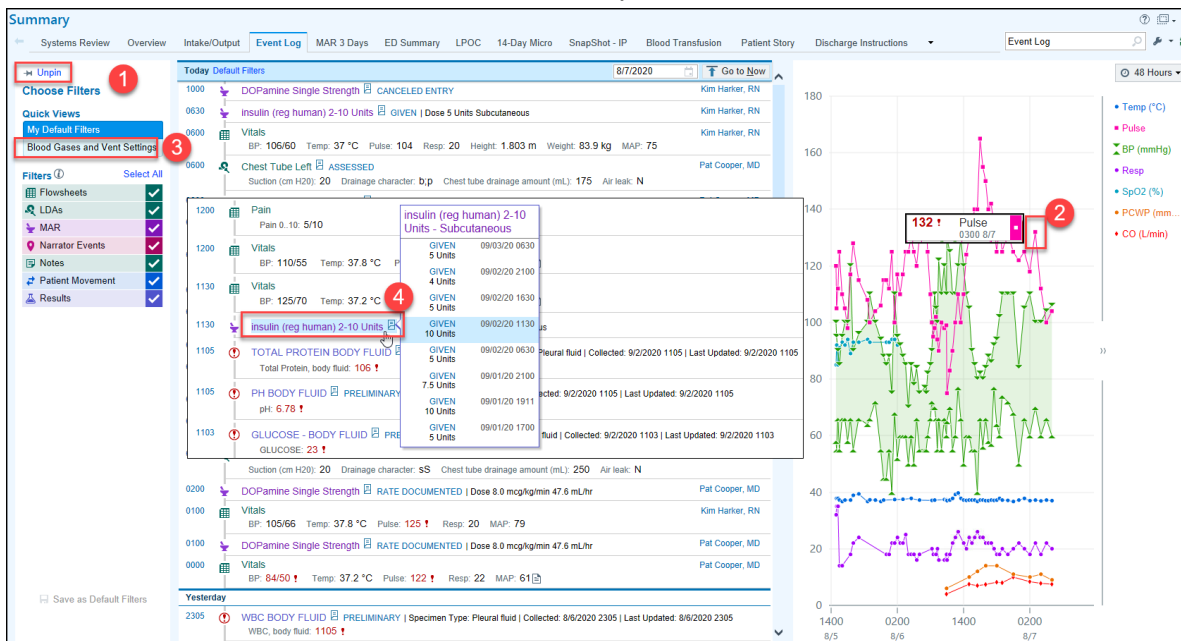 Summary
Systems Review Overview Intake/Output Event Log MAR 3 Days ED Summary LPOC 14-Day Micro SnapShot - IP Blood Transfusion Patient Story Discharge Instructions Event Log
Unpin
1
Choose Filters
Quick Views
My Default Filters
Blood Gases and Vent Settings
3
Filters Select All
Flowsheets
LDAs
MAR
Narrator Events
Notes
Patient Movement
Results
Save as Default Filters
Today Default Filters 8/7/2020 Go to Now
1000 DOPamine Single Strength CANCELED ENTRY Kim Harker, RN
0630 insulin (reg human) 2-10 Units GIVEN | Dose 5 Units Subcutaneous Kim Harker, RN
0600 Vitals Kim Harker, RN
BP: 106/60 Temp: 37 °C Pulse: 104 Resp: 20 Height: 1.803 m Weight: 83.9 kg MAP: 75
0600 Chest Tube Left ASSESSED Pat Cooper, MD
Suction (cm H20): 20 Drainage character: b;p Chest tube drainage amount (mL): 175 Air leak: N
1200 Pain
Pain 0..10: 5/10
1200 Vitals
BP: 110/55 Temp: 37.8 °C P
1130 Vitals
BP: 125/70 Temp: 37.2 °C
4
1130 insulin (reg human) 2-10 Units us
1105 TOTAL PROTEIN BODY FLUID Pleural fluid | Collected: 9/2/2020 1105 | Last Updated: 9/2/2020 1105
Total Protein, body fluid: 106 !
1105 PH BODY FLUID PRELIMINARY ected: 9/2/2020 1105 | Last Updated: 9/2/2020 1105
pH: 6.78 !
1103 GLUCOSE - BODY FLUID PRE fluid | Collected: 9/2/2020 1103 | Last Updated: 9/2/2020 1103
GLUCOSE: 23 !
insulin (reg human) 2-10
Units - Subcutaneous
GIVEN 09/03/20 0630
5 Units
GIVEN 09/02/20 2100
4 Units
GIVEN 09/02/20 1630
5 Units
GIVEN 09/02/20 1130
10 Units
GIVEN 09/02/20 0630
5 Units
GIVEN 09/01/20 2100
7.5 Units
GIVEN 09/01/20 1911
10 Units
GIVEN 09/01/20 1700
5 Units
Suction (cm H20): 20 Drainage character: sS Chest tube drainage amount (mL): 250 Air leak: N
0200 DOPamine Single Strength RATE DOCUMENTED | Dose 8.0 mcg/kg/min 47.6 mL/hr Pat Cooper, MD
0100 Vitals Kim Harker, RN
BP: 105/66 Temp: 37.8 °C Pulse: 125 ! Resp: 20 MAP: 79
0100 DOPamine Single Strength RATE DOCUMENTED | Dose 8.0 mcg/kg/min 47.6 mL/hr Pat Cooper, MD
0000 Vitals Pat Cooper, MD
BP: 84/50 ! Temp: 37.2 °C Pulse: 122 ! Resp: 22 MAP: 61
Yesterday
2305 WBC BODY FLUID PRELIMINARY | Specimen Type: Pleural fluid | Collected: 8/6/2020 2305 | Last Updated: 8/6/2020 2305
WBC, body fluid: 1105 !
48 Hours
180
160
140
120
100
80
60
40
20
0
1400 0200 1400 0200
8/5 8/6 8/7
132 ! Pulse
0300 8/7
2
Temp (°C)
Pulse
BP (mmHg)
Resp
SpO2 (%)
PCWP (mm...
CO (L/min)